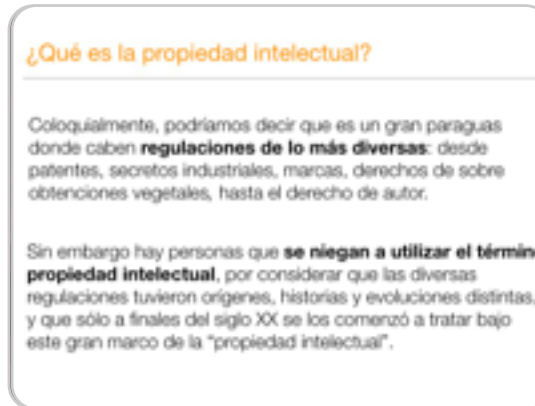 ¿Qué es la propiedad intelectual?
Coloquialmente, podríamos decir que es un gran paraguas
donde caben regulaciones de lo más diversas: desde
patentes, secretos industriales, marcas, derechos de sobre
obtenciones vegetales, hasta el derecho de autor.
Sin embargo hay personas que se niegan a utilizar el término
propiedad intelectual, por considerar que las diversas
regulaciones tuvieron orígenes, historias y evoluciones distintas,
y que sólo a finales del siglo XX se los comenzó a tratar bajo
este gran marco de la "propiedad intelectual".